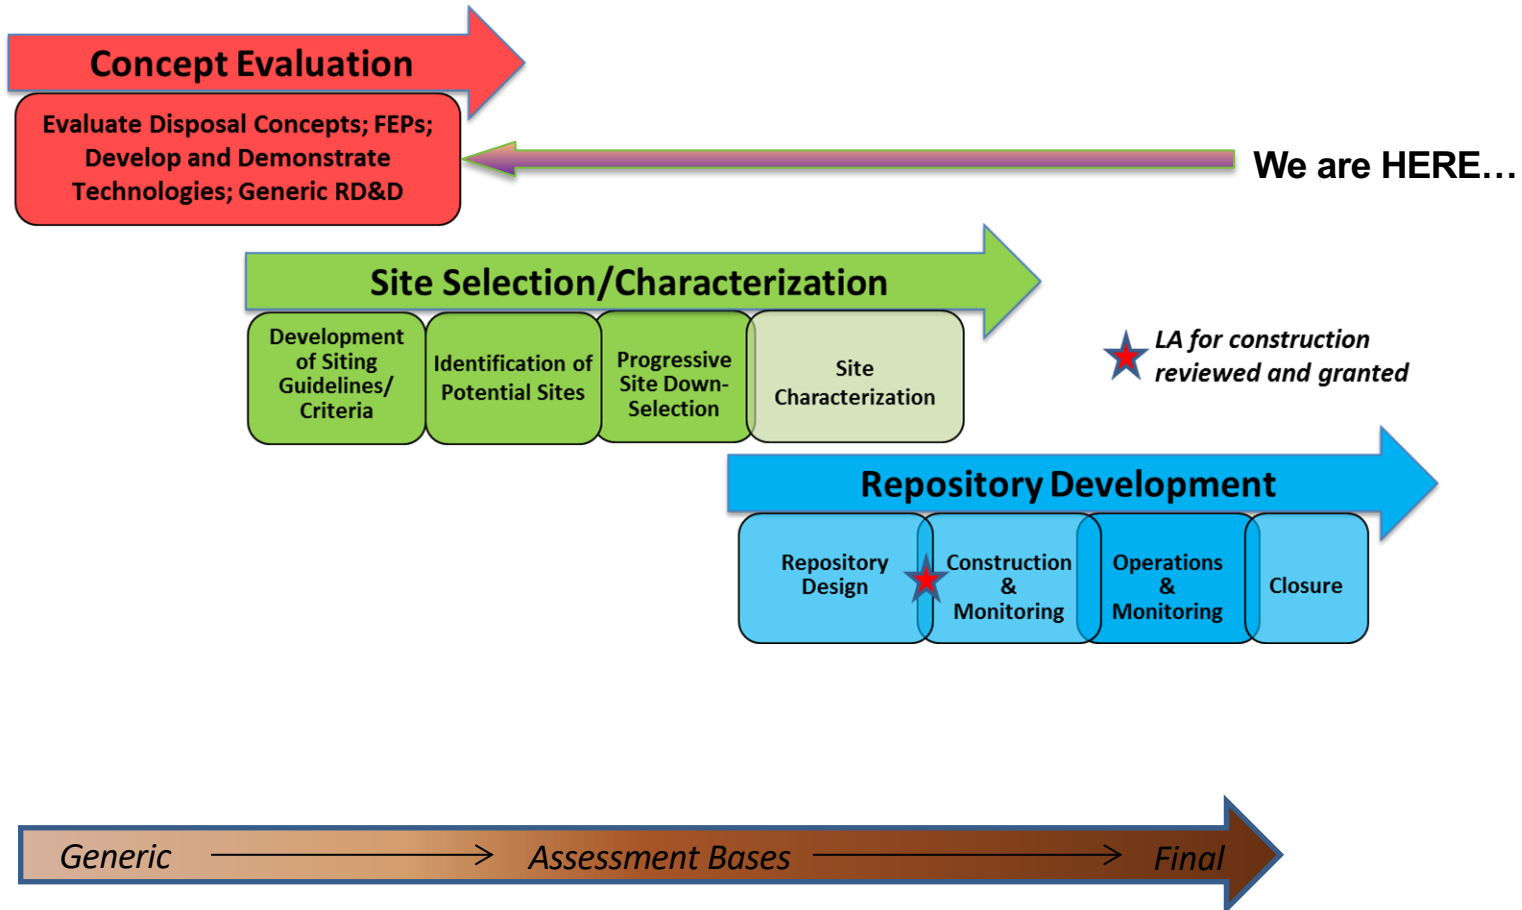 Concept Evaluation
Evaluate Disposal Concepts; FEPs;
Develop and Demonstrate
Technologies; Generic RD&D
We are HERE…
Site Selection/Characterization
Development
of Siting
Guidelines/
Criteria
Identification of
Potential Sites
Progressive
Site Down-
Selection
Site
Characterization
LA for construction
reviewed and granted
Repository Development
Repository
Design
Construction
&
Monitoring
Operations
&
Monitoring
Closure
Generic
Assessment Bases
Final